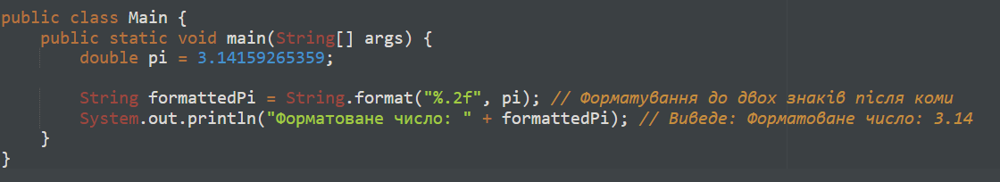 public class Main {
    public static void main(String[] args) {
        double pi = 3.14159265359;
        String formattedPi = String.format("%.2f", pi); // Форматування до двох знаків після коми
        System.out.println("Форматоване число: " + formattedPi); // Виведе: Форматоване число: 3.14
    }
}